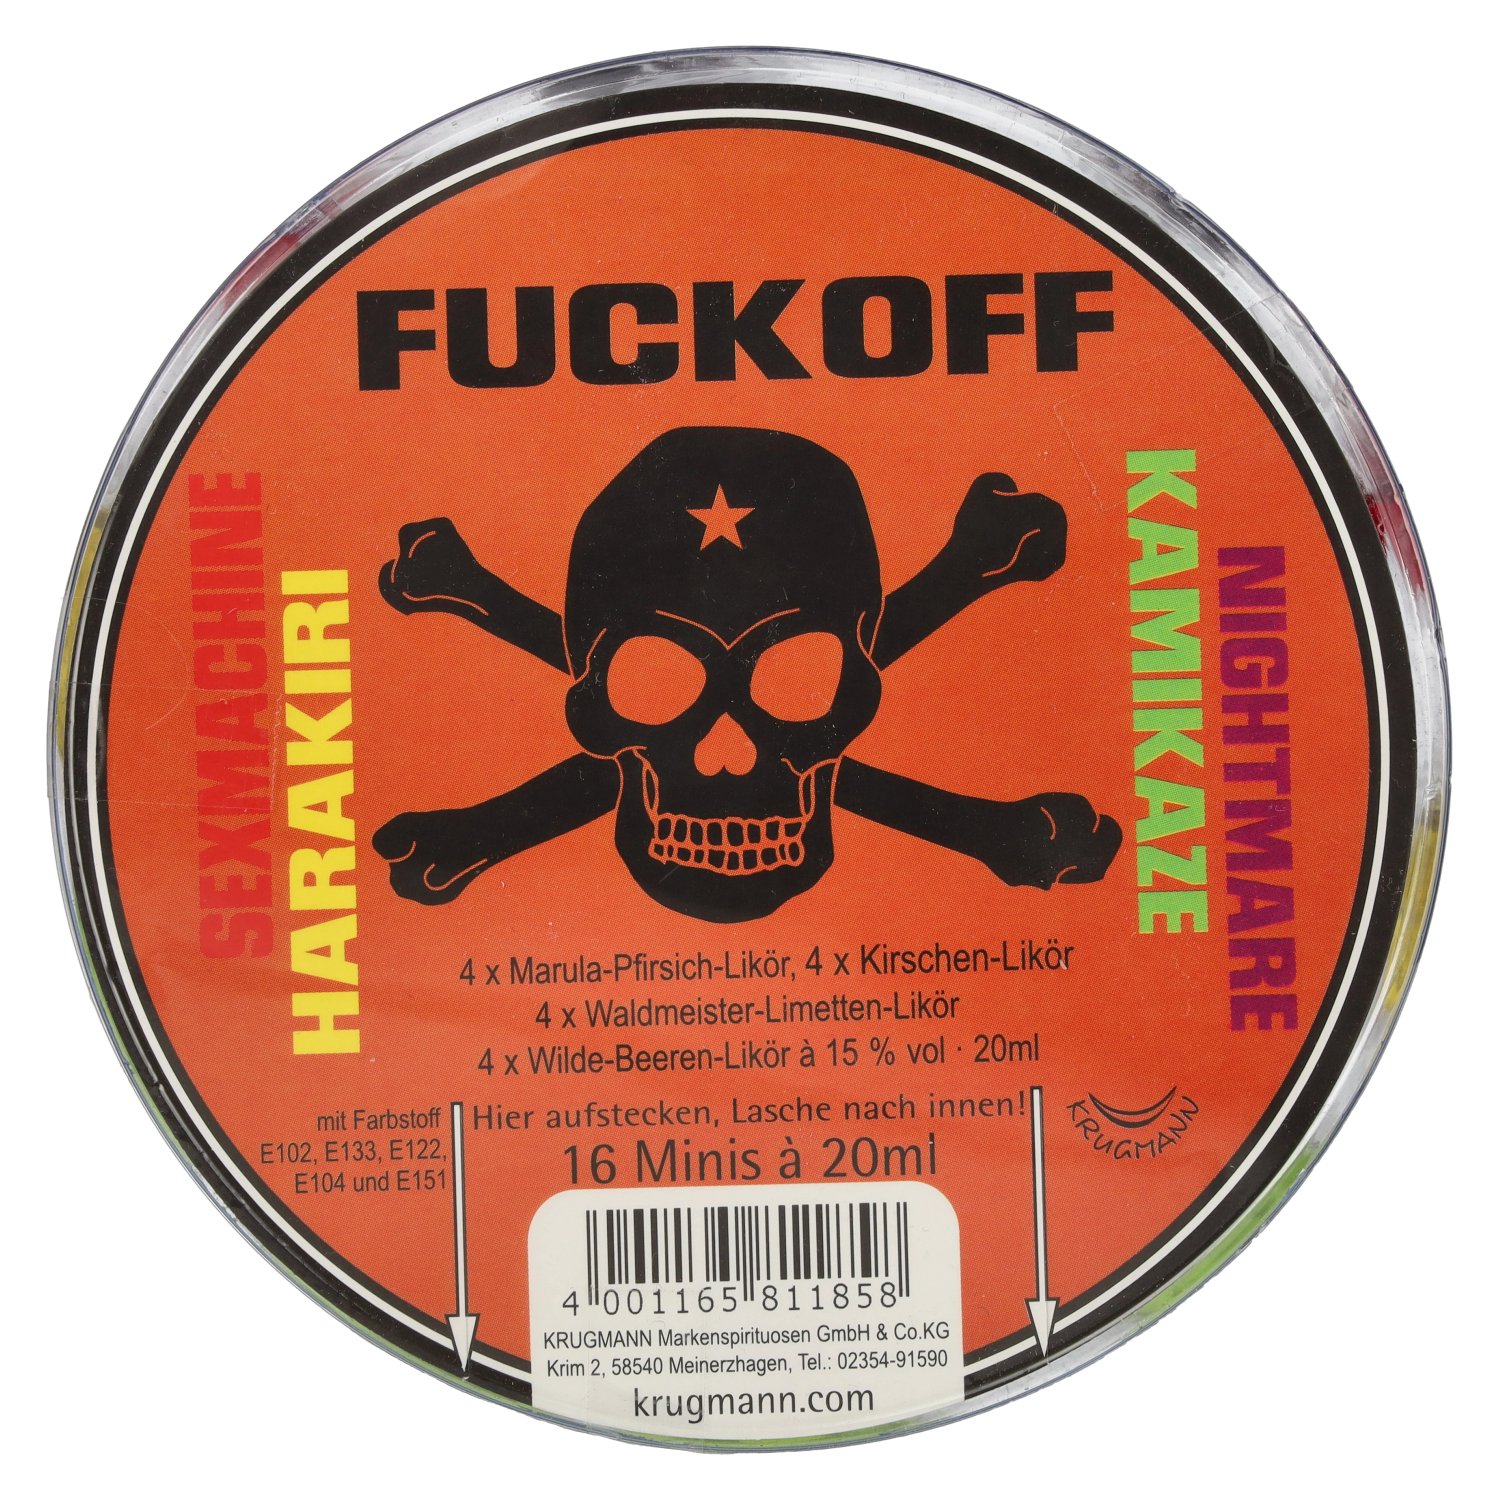 FUCKOFF
SEXMACHINE
HARAKIRI
KAMIKAZE
NIGHTMARE
4 x Marula-Pfirsich-Likör, 4 x Kirschen-Likör
4 x Waldmeister-Limetten-Likör
4 x Wilde-Beeren-Likör à 15 % vol · 20ml
mit Farbstoff
E102, E133, E122,
E104 und E151
Hier aufstecken, Lasche nach innen!
16 Minis à 20ml
KRUGMANN
4 001165 811858
KRUGMANN Markenspirituosen GmbH & Co.KG
Krim 2, 58540 Meinerzhagen, Tel.: 02354-91590
krugmann.com